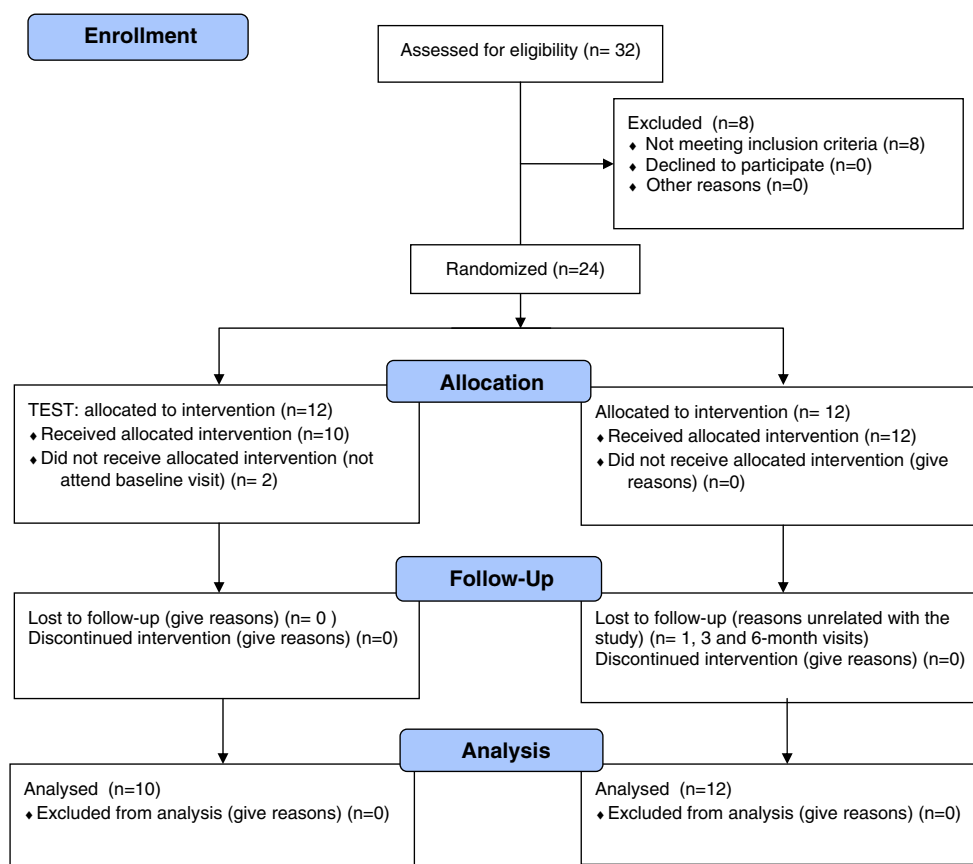 Enrollment
Assessed for eligibility (n= 32)
Excluded (n=8)
♦ Not meeting inclusion criteria (n=8)
♦ Declined to participate (n=0)
♦ Other reasons (n=0)
Randomized (n=24)
Allocation
TEST: allocated to intervention (n=12)
♦ Received allocated intervention (n=10)
♦ Did not receive allocated intervention (not
attend baseline visit) (n= 2)
Allocated to intervention (n= 12)
♦ Received allocated intervention (n=12)
♦ Did not receive allocated intervention (give
reasons) (n=0)
Follow-Up
Lost to follow-up (give reasons) (n= 0 )
Discontinued intervention (give reasons) (n=0)
Lost to follow-up (reasons unrelated with the
study) (n= 1, 3 and 6-month visits)
Discontinued intervention (give reasons) (n=0)
Analysis
Analysed (n=10)
♦ Excluded from analysis (give reasons) (n=0)
Analysed (n=12)
♦ Excluded from analysis (give reasons) (n=0)